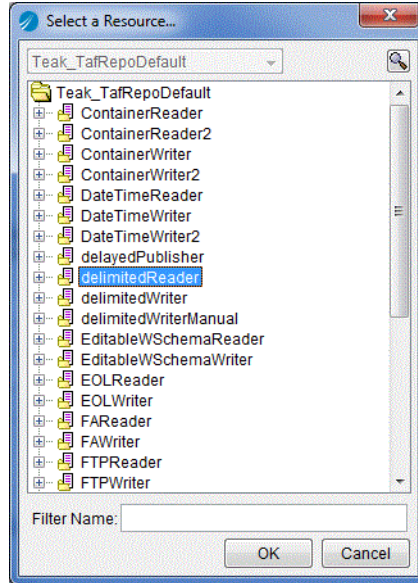 Select a Resource...
Teak_TafRepoDefault
Teak_TafRepoDefault
ContainerReader
ContainerReader2
ContainerWriter
ContainerWriter2
DateTimeReader
DateTimeWriter
DateTimeWriter2
delayedPublisher
delimitedReader
delimitedWriter
delimitedWriterManual
EditableWSchemaReader
EditableWSchemaWriter
EOLReader
EOLWriter
FAReader
FAWriter
FTPReader
FTPWriter
Filter Name:
OK Cancel